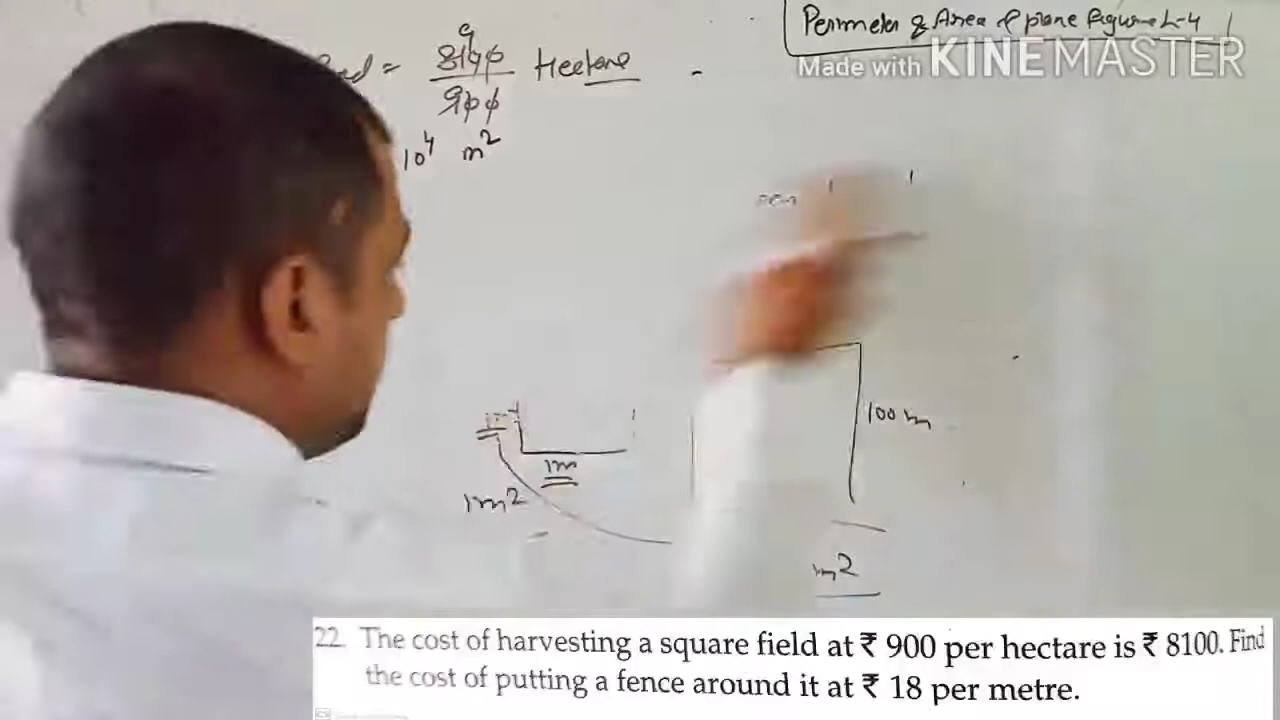 Perimeter & Area of plane figure L-4
Made with KINEMASTER
= 8100 Hectare
900
10⁴ m²
100m
1m
1m²
m²
22. The cost of harvesting a square field at ₹ 900 per hectare is ₹ 8100. Find
the cost of putting a fence around it at ₹ 18 per metre.